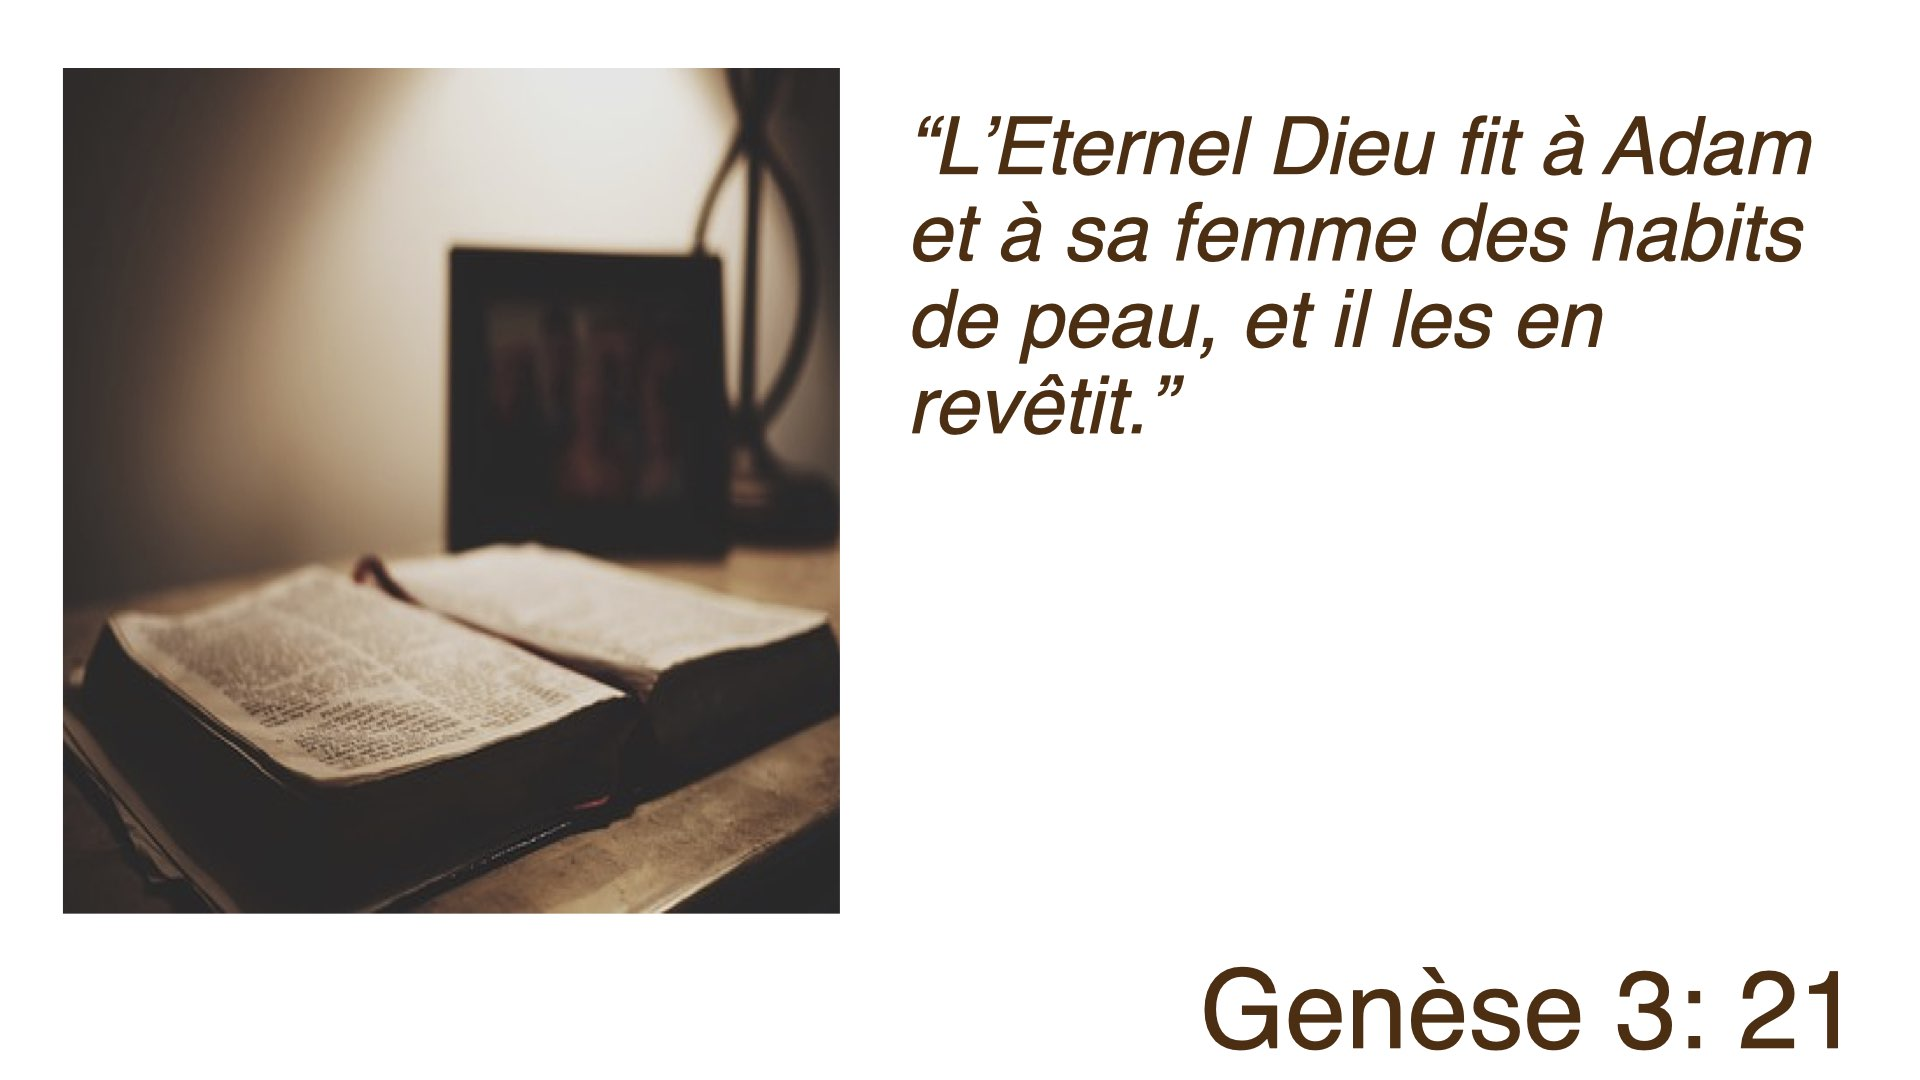 “L’Eternel Dieu fit à Adam
et à sa femme des habits
de peau, et il les en
revêtit.”
Genèse 3: 21